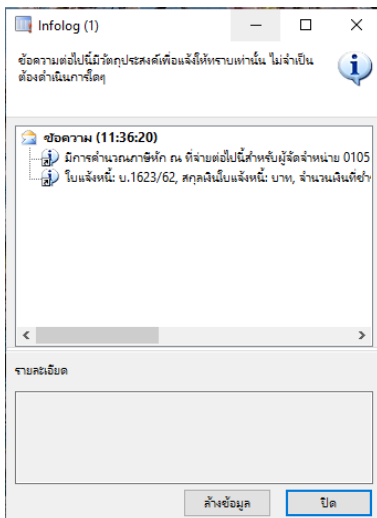 Infolog (1)
ข้อความต่อไปนี้มีวัตถุประสงค์เพื่อแจ้งให้ทราบเท่านั้น ไม่จำเป็น
ต้องดำเนินการใดๆ
ข้อความ (11:36:20)
มีการคำนวณภาษีหัก ณ ที่จ่ายต่อไปนี้สำหรับผู้จัดจำหน่าย 0105
ใบแจ้งหนี้: บ.1623/62, สกุลเงินใบแจ้งหนี้: บาท, จำนวนเงินที่ชำ
รายละเอียด
ล้างข้อมูล
ปิด